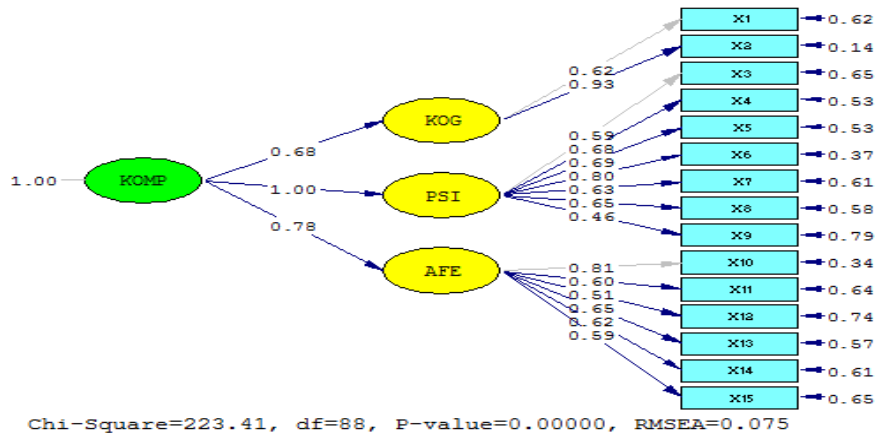 X1 0.62
X2 0.14
0.62
0.93
X3 0.65
X4 0.53
KOG
X5 0.53
0.59
0.68
0.69
0.80
0.63
0.65
0.46
0.68
X6 0.37
1.00 KOMP
1.00
PSI
X7 0.61
X8 0.58
0.78
X9 0.79
AFE
0.81
0.60
0.51
0.65
0.62
0.59
X10 0.34
X11 0.64
X12 0.74
X13 0.57
X14 0.61
X15 0.65
Chi-Square=223.41, df=88, P-value=0.00000, RMSEA=0.075